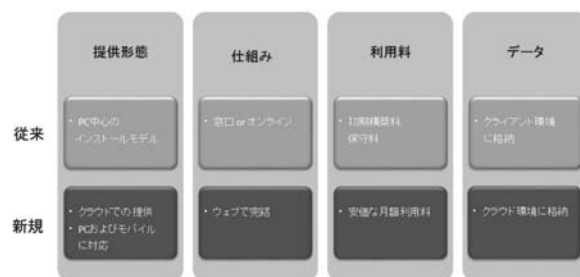 提供形態
仕組み
利用料
データ
従来
・ PC中心の
インストールモデル
・ 窓口 or オンライン
・ 初期構築料、
保守料
・ クライアント環境
に格納
新規
・ クラウドでの提供
・ PCおよびモバイル
に対応
・ ウェブで完結
・ 安価な月額利用料
・ クラウド環境に格納